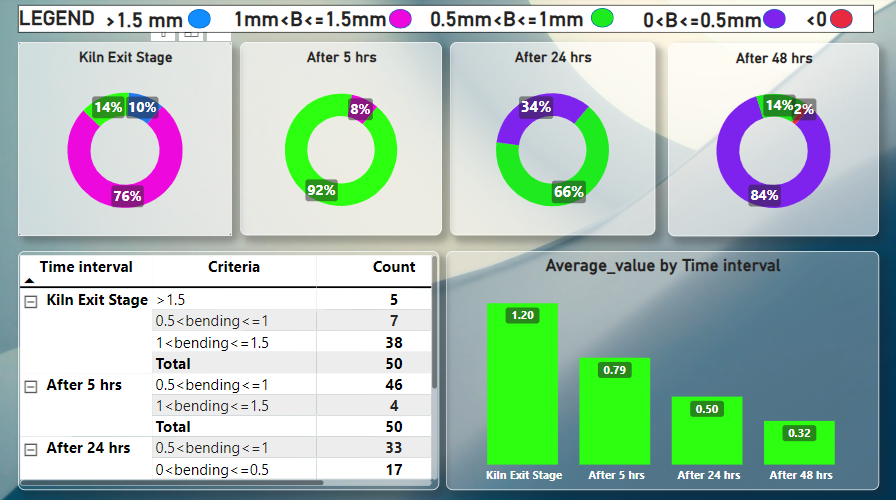 LEGEND >1.5 mm 1mm<B<=1.5mm 0.5mm<B<=1mm 0<B<=0.5mm <0
Kiln Exit Stage After 5 hrs After 24 hrs After 48 hrs
14% 10% 8% 34% 14% 2%
76% 92% 66% 84%
Time interval Criteria Count
Kiln Exit Stage >1.5 5
0.5<bending<=1 7
1<bending<=1.5 38
Total 50
After 5 hrs 0.5<bending<=1 46
1<bending<=1.5 4
Total 50
After 24 hrs 0.5<bending<=1 33
0<bending<=0.5 17
Average_value by Time interval
1.20
0.79
0.50
0.32
Kiln Exit Stage After 5 hrs After 24 hrs After 48 hrs